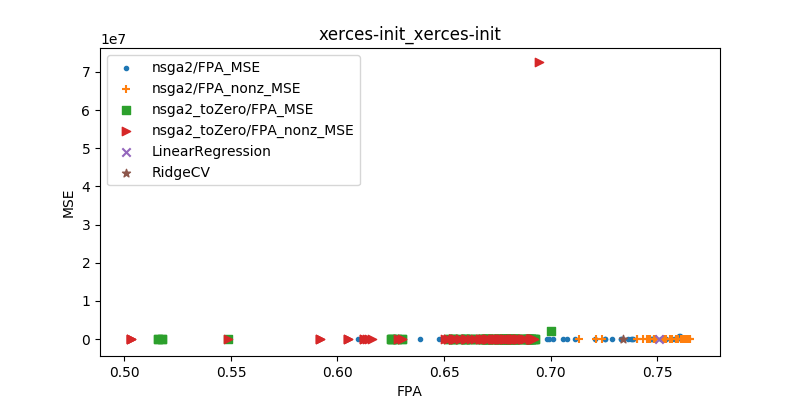 xerces-init_xerces-init
1e7
nsga2/FPA_MSE
nsga2/FPA_nonz_MSE
nsga2_toZero/FPA_MSE
nsga2_toZero/FPA_nonz_MSE
LinearRegression
RidgeCV
7
6
5
4
3
2
1
0
MSE
0.50 0.55 0.60 0.65 0.70 0.75
FPA